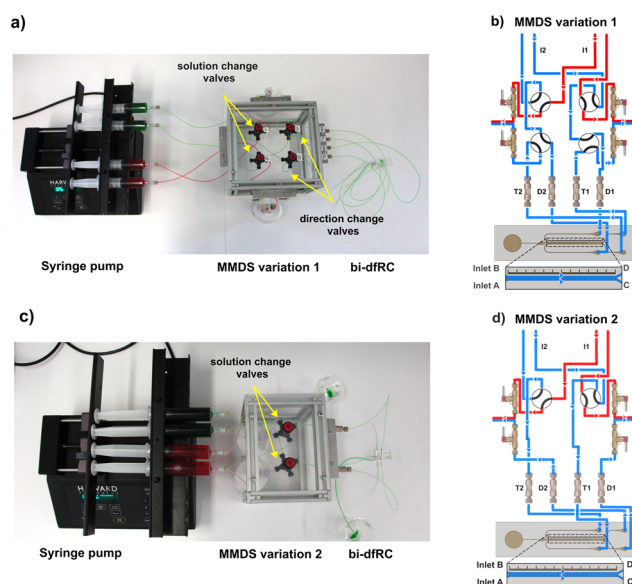 a)
solution change
valves
direction change
valves
Syringe pump
MMDS variation 1
bi-dfRC
b)
MMDS variation 1
I2
I1
T2
D2
T1
D1
Inlet B
D
Inlet A
C
c)
solution change
valves
HARVARD
Syringe pump
MMDS variation 2
bi-dfRC
d)
MMDS variation 2
I2
I1
T2
D2
T1
D1
Inlet B
D
Inlet A
C